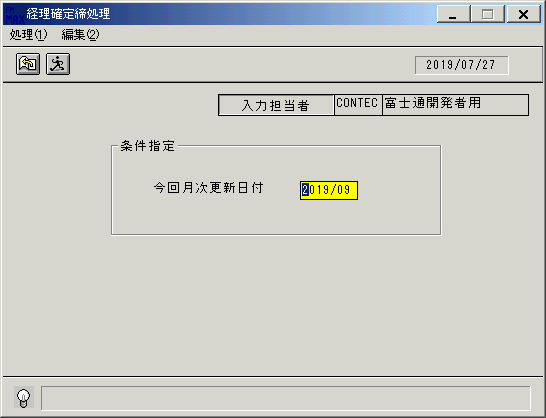 経理確定締処理
処理(1) 編集(2)
2019/07/27
入力担当者 CONTEC 富士通開発者用
条件指定
今回月次更新日付 2019/09